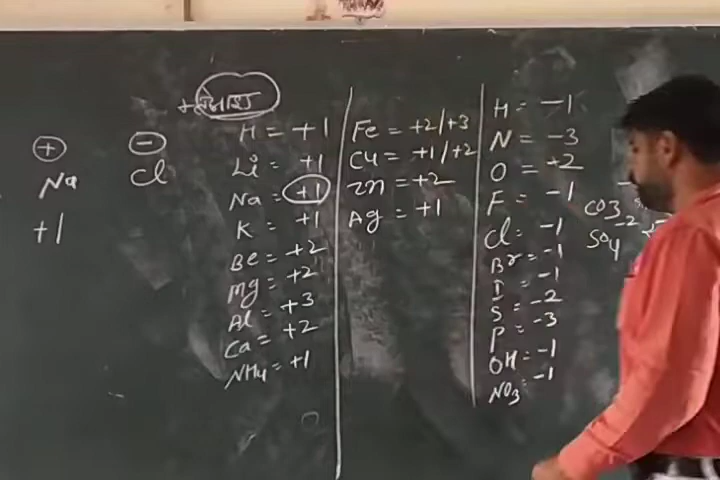 ⊕ ⊖
Na Cl
+1
H = +1
Li = +1
Na = +1
K = +1
Be = +2
Mg = +2
Al = +3
Ca = +2
NH4 = +1
Fe = +2/+3
Cu = +1/+2
Zn = +2
Ag = +1
H = -1
N = -3
O = +2
F = -1
Cl = -1
Br = -1
I = -1
S = -2
P = -3
OH = -1
NO3 = -1
CO3
SO4 -2